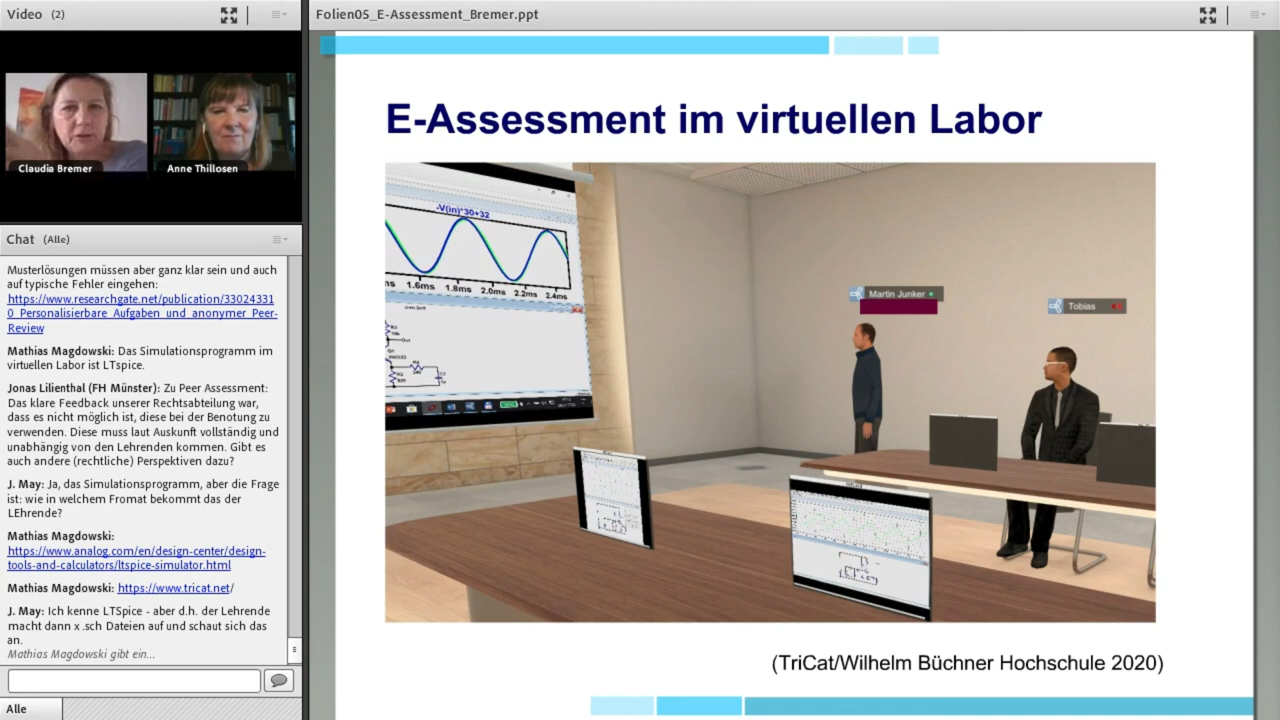 Video (2)
Claudia Bremer
Anne Thillosen
Chat (Alle)
Musterlösungen müssen aber ganz klar sein und auch
auf typische Fehler eingehen:
https://www.researchgate.net/publication/33024331
0_Personalisierbare_Aufgaben_und_anonymer_Peer-
Review
Mathias Magdowski: Das Simulationsprogramm im
virtuellen Labor ist LTspice.
Jonas Lilienthal (FH Münster): Zu Peer Assessment:
Das klare Feedback unserer Rechtsabteilung war,
dass es nicht möglich ist, diese bei der Benotung zu
verwenden. Diese muss laut Auskunft vollständig und
unabhängig von den Lehrenden kommen. Gibt es
auch andere (rechtliche) Perspektiven dazu?
J. May: Ja, das Simulationsprogramm, aber die Frage
ist: wie in welchem Fromat bekommt das der
LEhrende?
Mathias Magdowski:
https://www.analog.com/en/design-center/design-
tools-and-calculators/ltspice-simulator.html
Mathias Magdowski: https://www.tricat.net/
J. May: Ich kenne LTSpice - aber d.h. der Lehrende
macht dann x .sch Dateien auf und schaut sich das
an.
Mathias Magdowski gibt ein...
Alle
Folien05_E-Assessment_Bremer.ppt
E-Assessment im virtuellen Labor
-V(in)*30+32
1.6ms 1.8ms 2.0ms 2.2ms 2.4ms
Martin Junker
Tobias
(TriCat/Wilhelm Büchner Hochschule 2020)